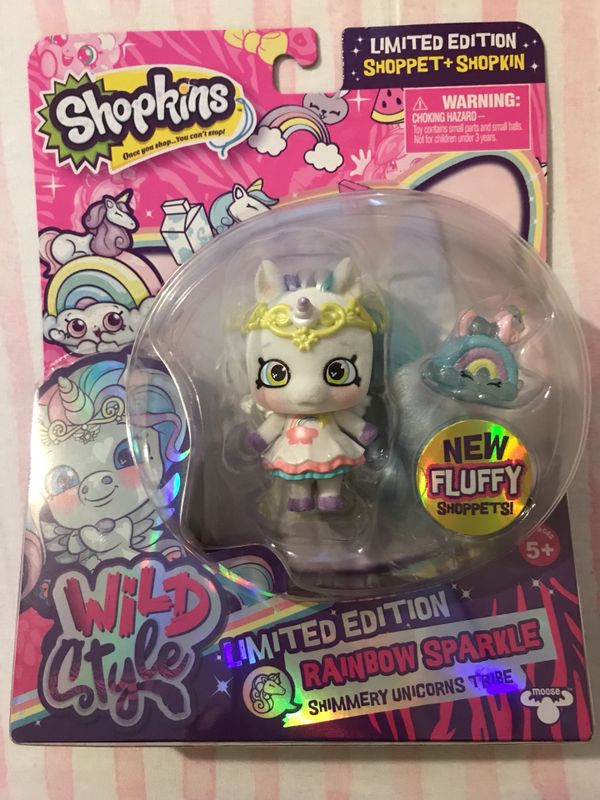 LIMITED EDITION
SHOPPET + SHOPKIN
Shopkins
Once you shop...You can't stop!
WARNING:
CHOKING HAZARD –
Toy contains small parts and small balls.
Not for children under 3 years.
NEW
FLUFFY
SHOPPETS!
AGES
5+
WILD
Style
LIMITED EDITION
RAINBOW SPARKLE
SHIMMERY UNICORNS TRIBE
moose